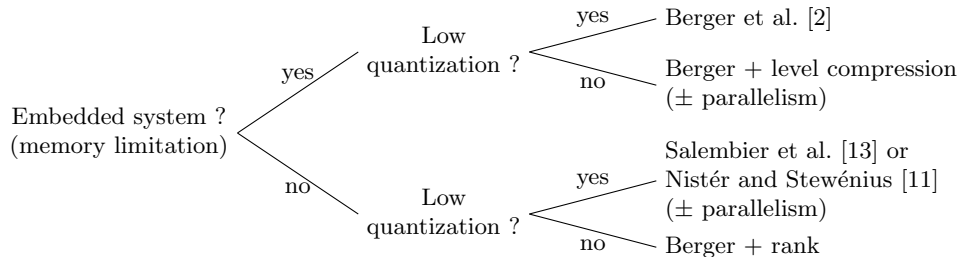 Embedded system ?
(memory limitation)
yes
no
Low
quantization ?
yes
Berger et al. [2]
no
Berger + level compression
(± parallelism)
Low
quantization ?
yes
Salembier et al. [13] or
Nistér and Stewénius [11]
(± parallelism)
no
Berger + rank